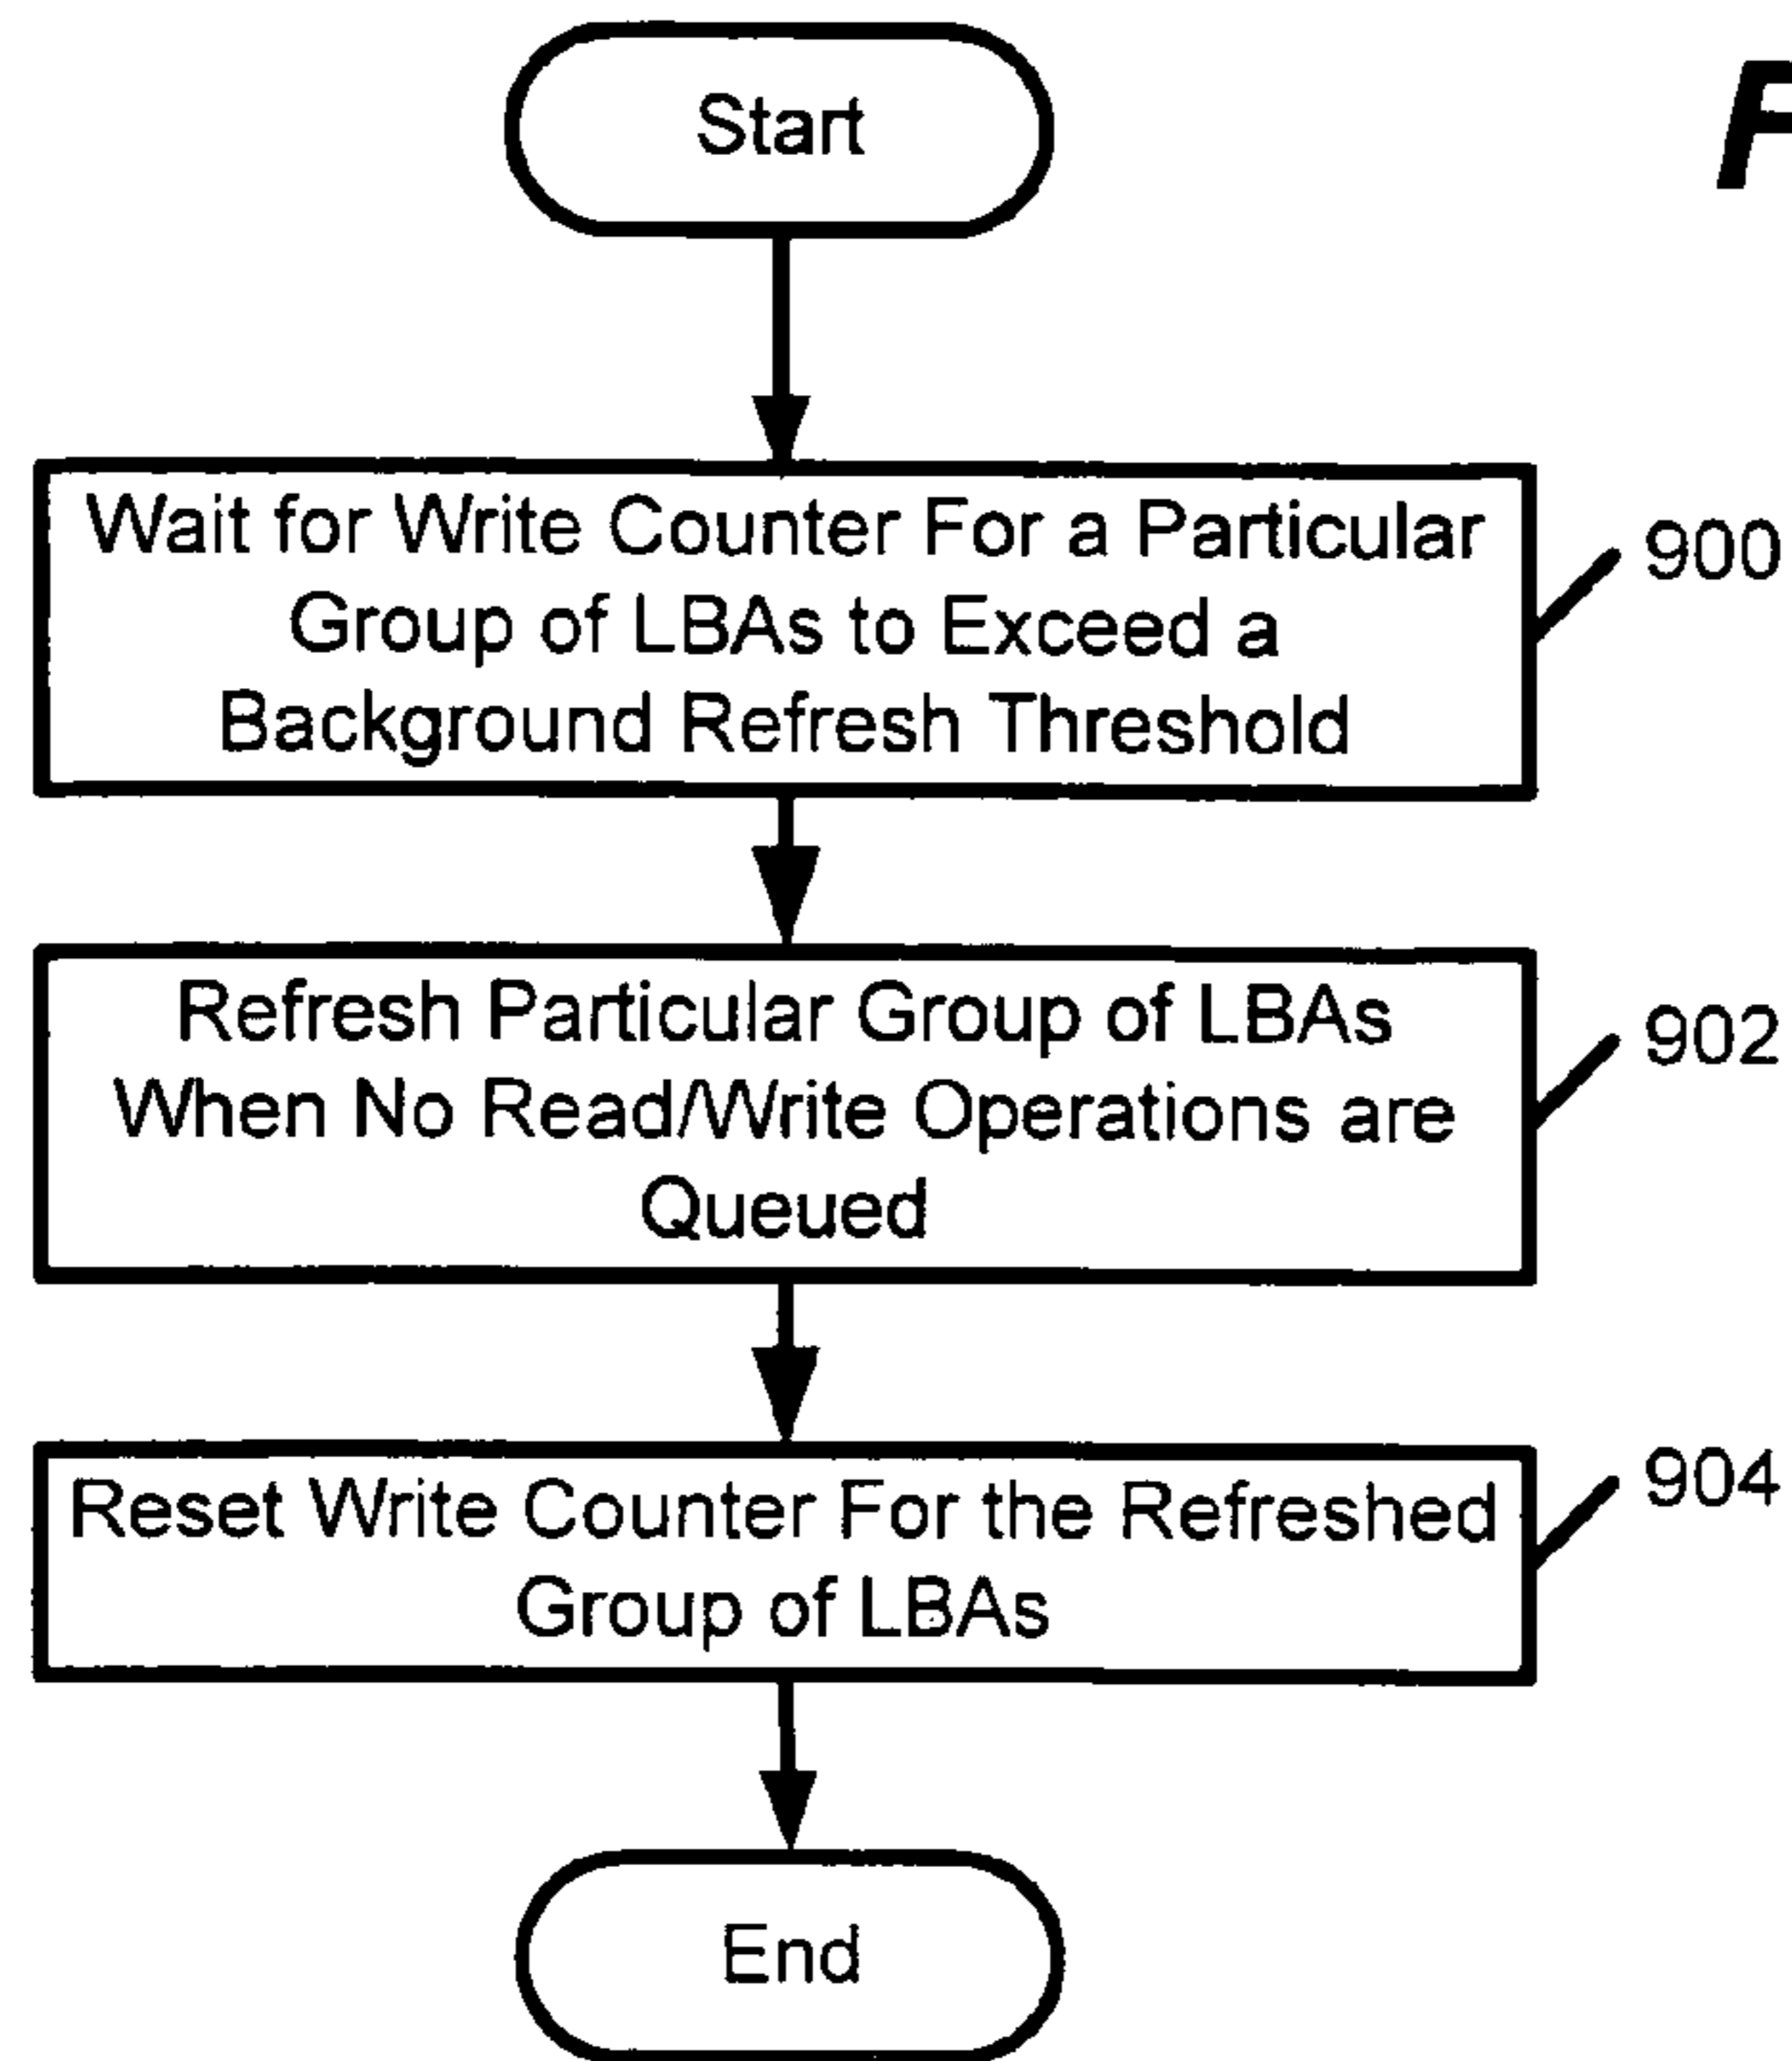 Start
F
Wait for Write Counter For a Particular
Group of LBAs to Exceed a
Background Refresh Threshold
900
Refresh Particular Group of LBAs
When No Read/Write Operations are
Queued
902
Reset Write Counter For the Refreshed
Group of LBAs
904
End